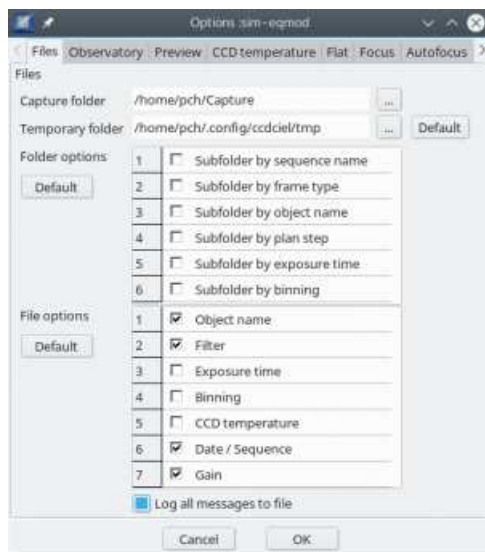 Options :sim-eqmod
Files Observatory Preview CCD temperature Flat Focus Autofocus
Files
Capture folder /home/pch/Capture ...
Temporary folder /home/pch/.config/ccdciel/tmp ... Default
Folder options
Default
1 Subfolder by sequence name
2 Subfolder by frame type
3 Subfolder by object name
4 Subfolder by plan step
5 Subfolder by exposure time
6 Subfolder by binning
File options
Default
1 Object name
2 Filter
3 Exposure time
4 Binning
5 CCD temperature
6 Date / Sequence
7 Gain
Log all messages to file
Cancel OK